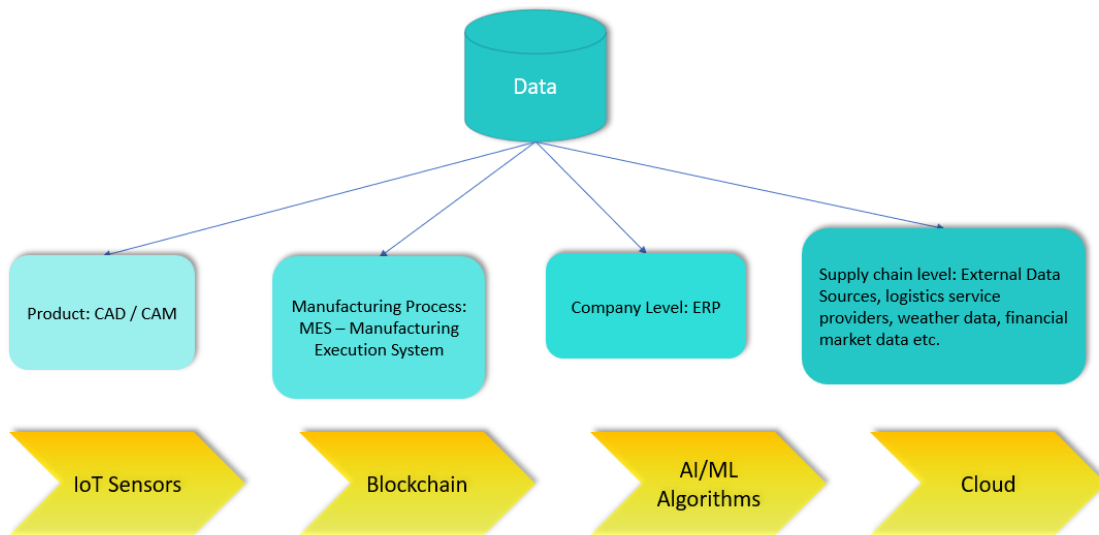 Data
Product: CAD / CAM
Manufacturing Process:
MES – Manufacturing
Execution System
Company Level: ERP
Supply chain level: External Data
Sources, logistics service
providers, weather data, financial
market data etc.
IoT Sensors
Blockchain
AI/ML
Algorithms
Cloud